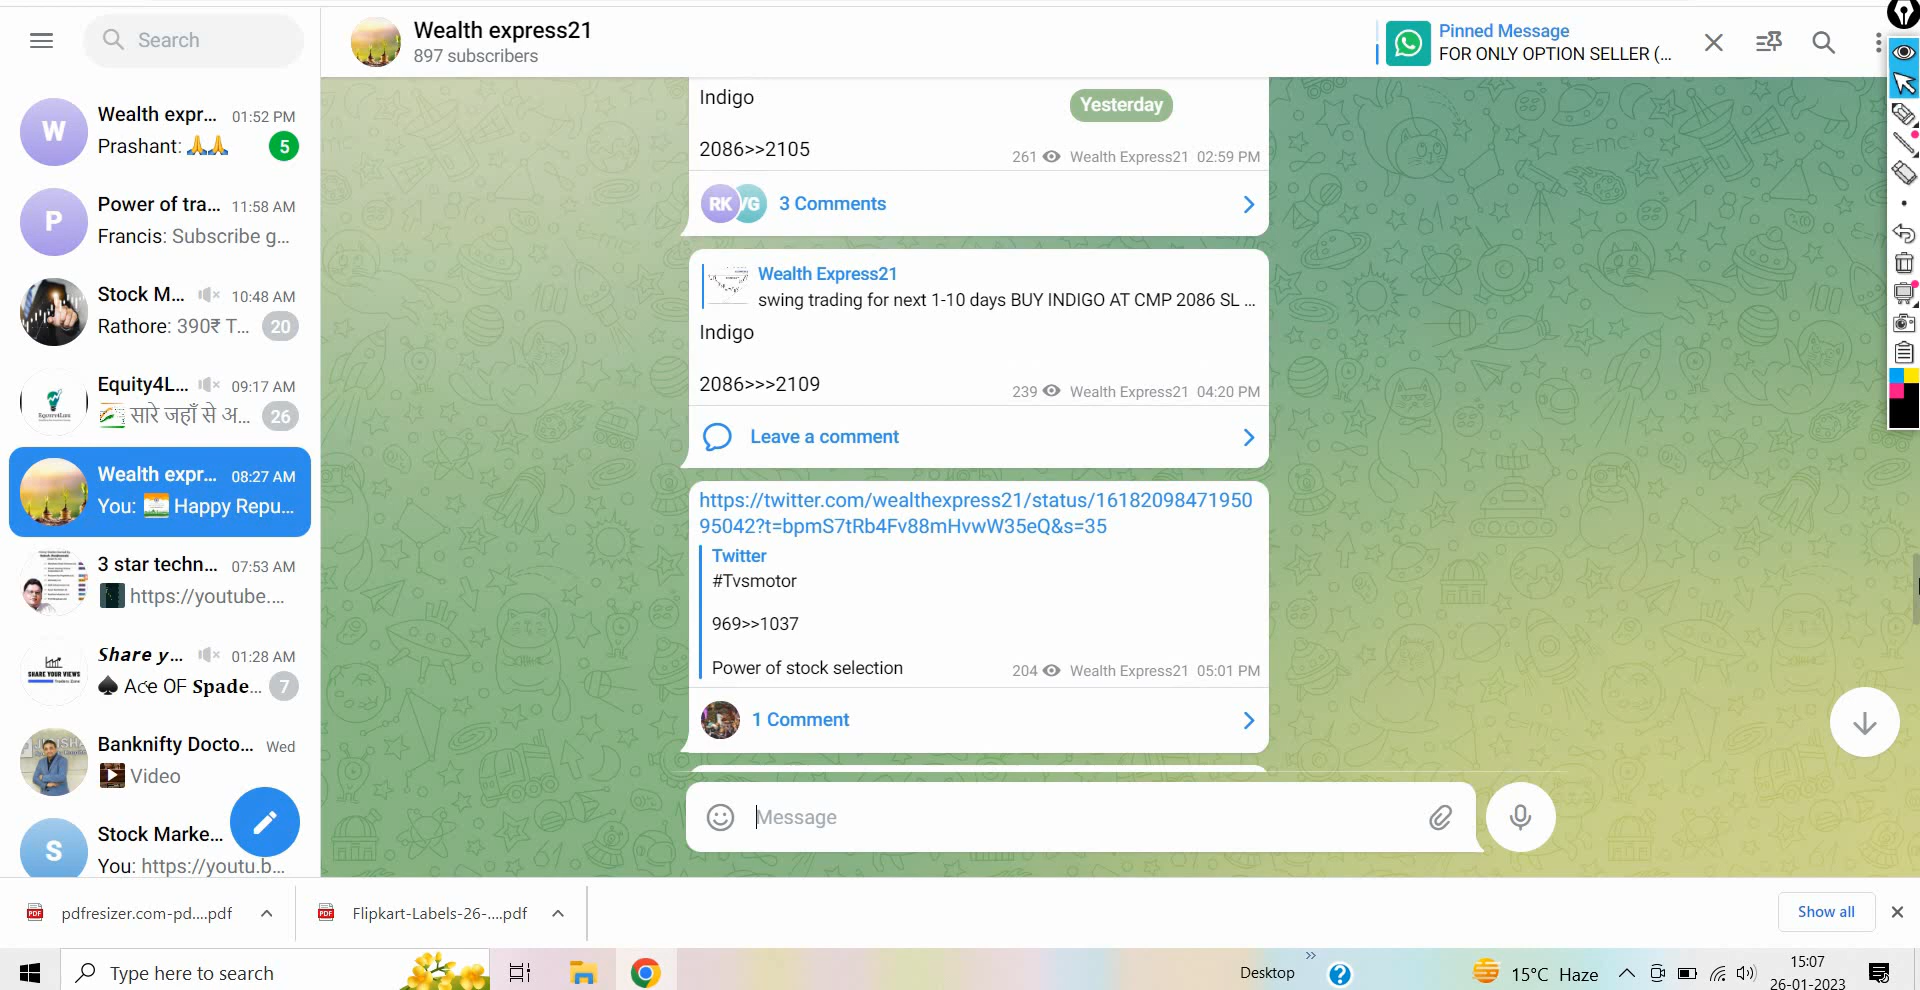 Search
Wealth express21
897 subscribers
Pinned Message
FOR ONLY OPTION SELLER (...
W
Wealth expr... 01:52 PM
Prashant: 🙏🙏 5
P
Power of tra... 11:58 AM
Francis: Subscribe g...
Stock M... 10:48 AM
Rathore: 390₹ T... 20
Equity4L... 09:17 AM
सारे जहाँ से अ... 26
Wealth expr... 08:27 AM
You: Happy Repu...
3 star techn... 07:53 AM
https://youtube....
Share y... 01:28 AM
SHARE YOUR VIEWS
♠ Ace OF Spade... 7
Banknifty Docto... Wed
Video
S
Stock Marke...
You: https://youtu.b...
Indigo
Yesterday
2086>>2105
261 Wealth Express21 02:59 PM
RK VG 3 Comments
Wealth Express21
swing trading for next 1-10 days BUY INDIGO AT CMP 2086 SL ...
Indigo
2086>>>2109
239 Wealth Express21 04:20 PM
Leave a comment
https://twitter.com/wealthexpress21/status/16182098471950
95042?t=bpmS7tRb4Fv88mHvwW35eQ&s=35
Twitter
#Tvsmotor
969>>1037
Power of stock selection
204 Wealth Express21 05:01 PM
1 Comment
Message
PDF pdfresizer.com-pd....pdf
PDF Flipkart-Labels-26-....pdf
Show all
Type here to search
Desktop
15°C Haze
15:07
26-01-2023